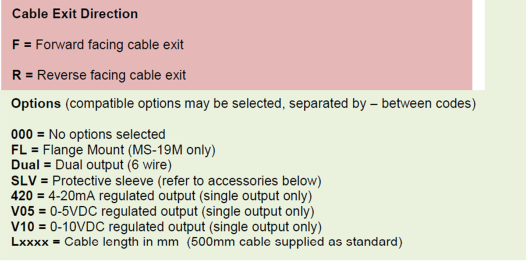 Cable Exit Direction
F = Forward facing cable exit
R = Reverse facing cable exit
Options (compatible options may be selected, separated by – between codes)
000 = No options selected
FL = Flange Mount (MS-19M only)
Dual = Dual output (6 wire)
SLV = Protective sleeve (refer to accessories below)
420 = 4-20mA regulated output (single output only)
V05 = 0-5VDC regulated output (single output only)
V10 = 0-10VDC regulated output (single output only)
Lxxxx = Cable length in mm (500mm cable supplied as standard)